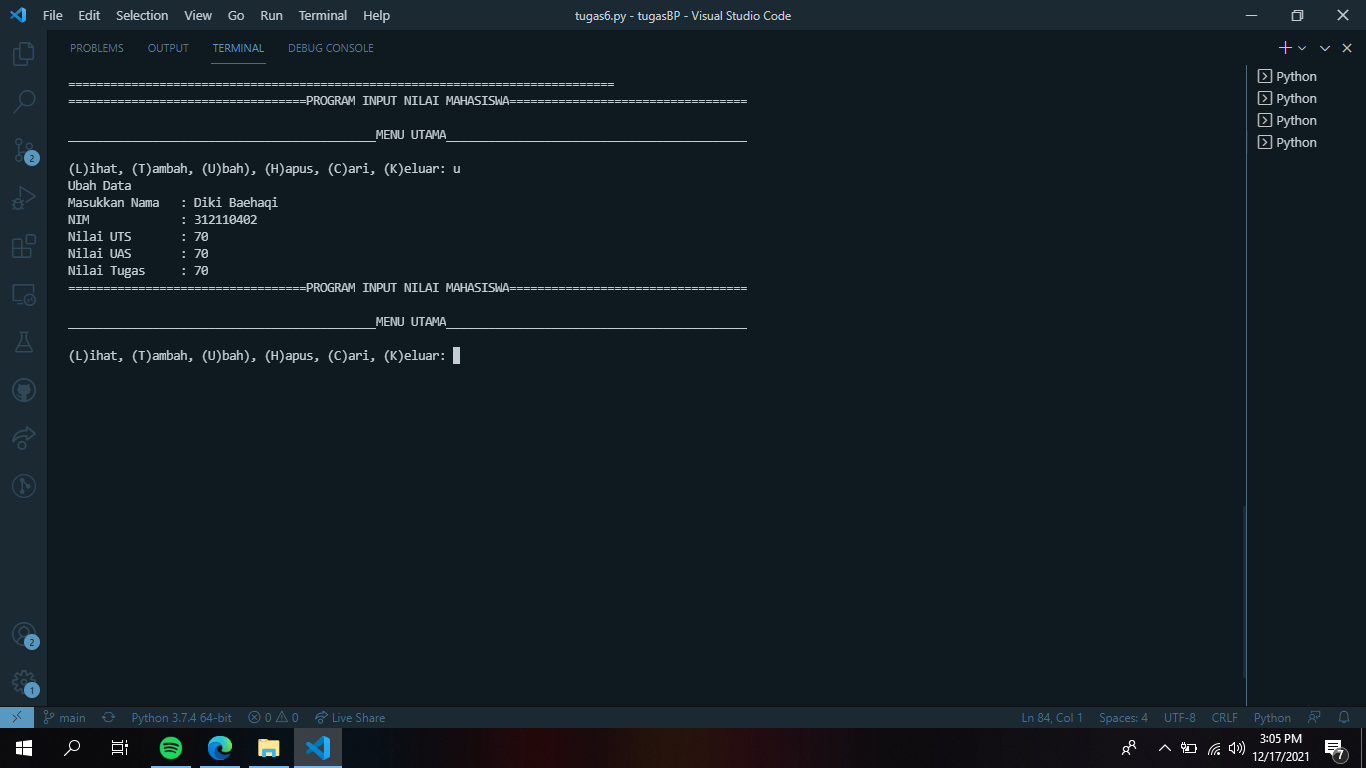 File Edit Selection View Go Run Terminal Help tugas6.py - tugasBP - Visual Studio Code
PROBLEMS OUTPUT TERMINAL DEBUG CONSOLE
==============================================================================
==================================PROGRAM INPUT NILAI MAHASISWA==================================
____________________________________________MENU UTAMA___________________________________________
(L)ihat, (T)ambah, (U)bah), (H)apus, (C)ari, (K)eluar: u
Ubah Data
Masukkan Nama   : Diki Baehaqi
NIM             : 312110402
Nilai UTS       : 70
Nilai UAS       : 70
Nilai Tugas     : 70
==================================PROGRAM INPUT NILAI MAHASISWA==================================
____________________________________________MENU UTAMA___________________________________________
(L)ihat, (T)ambah, (U)bah), (H)apus, (C)ari, (K)eluar:
Python
Python
Python
Python
2
2
1
main Python 3.7.4 64-bit 0 0 Live Share Ln 84, Col 1 Spaces: 4 UTF-8 CRLF Python
3:05 PM
12/17/2021
7